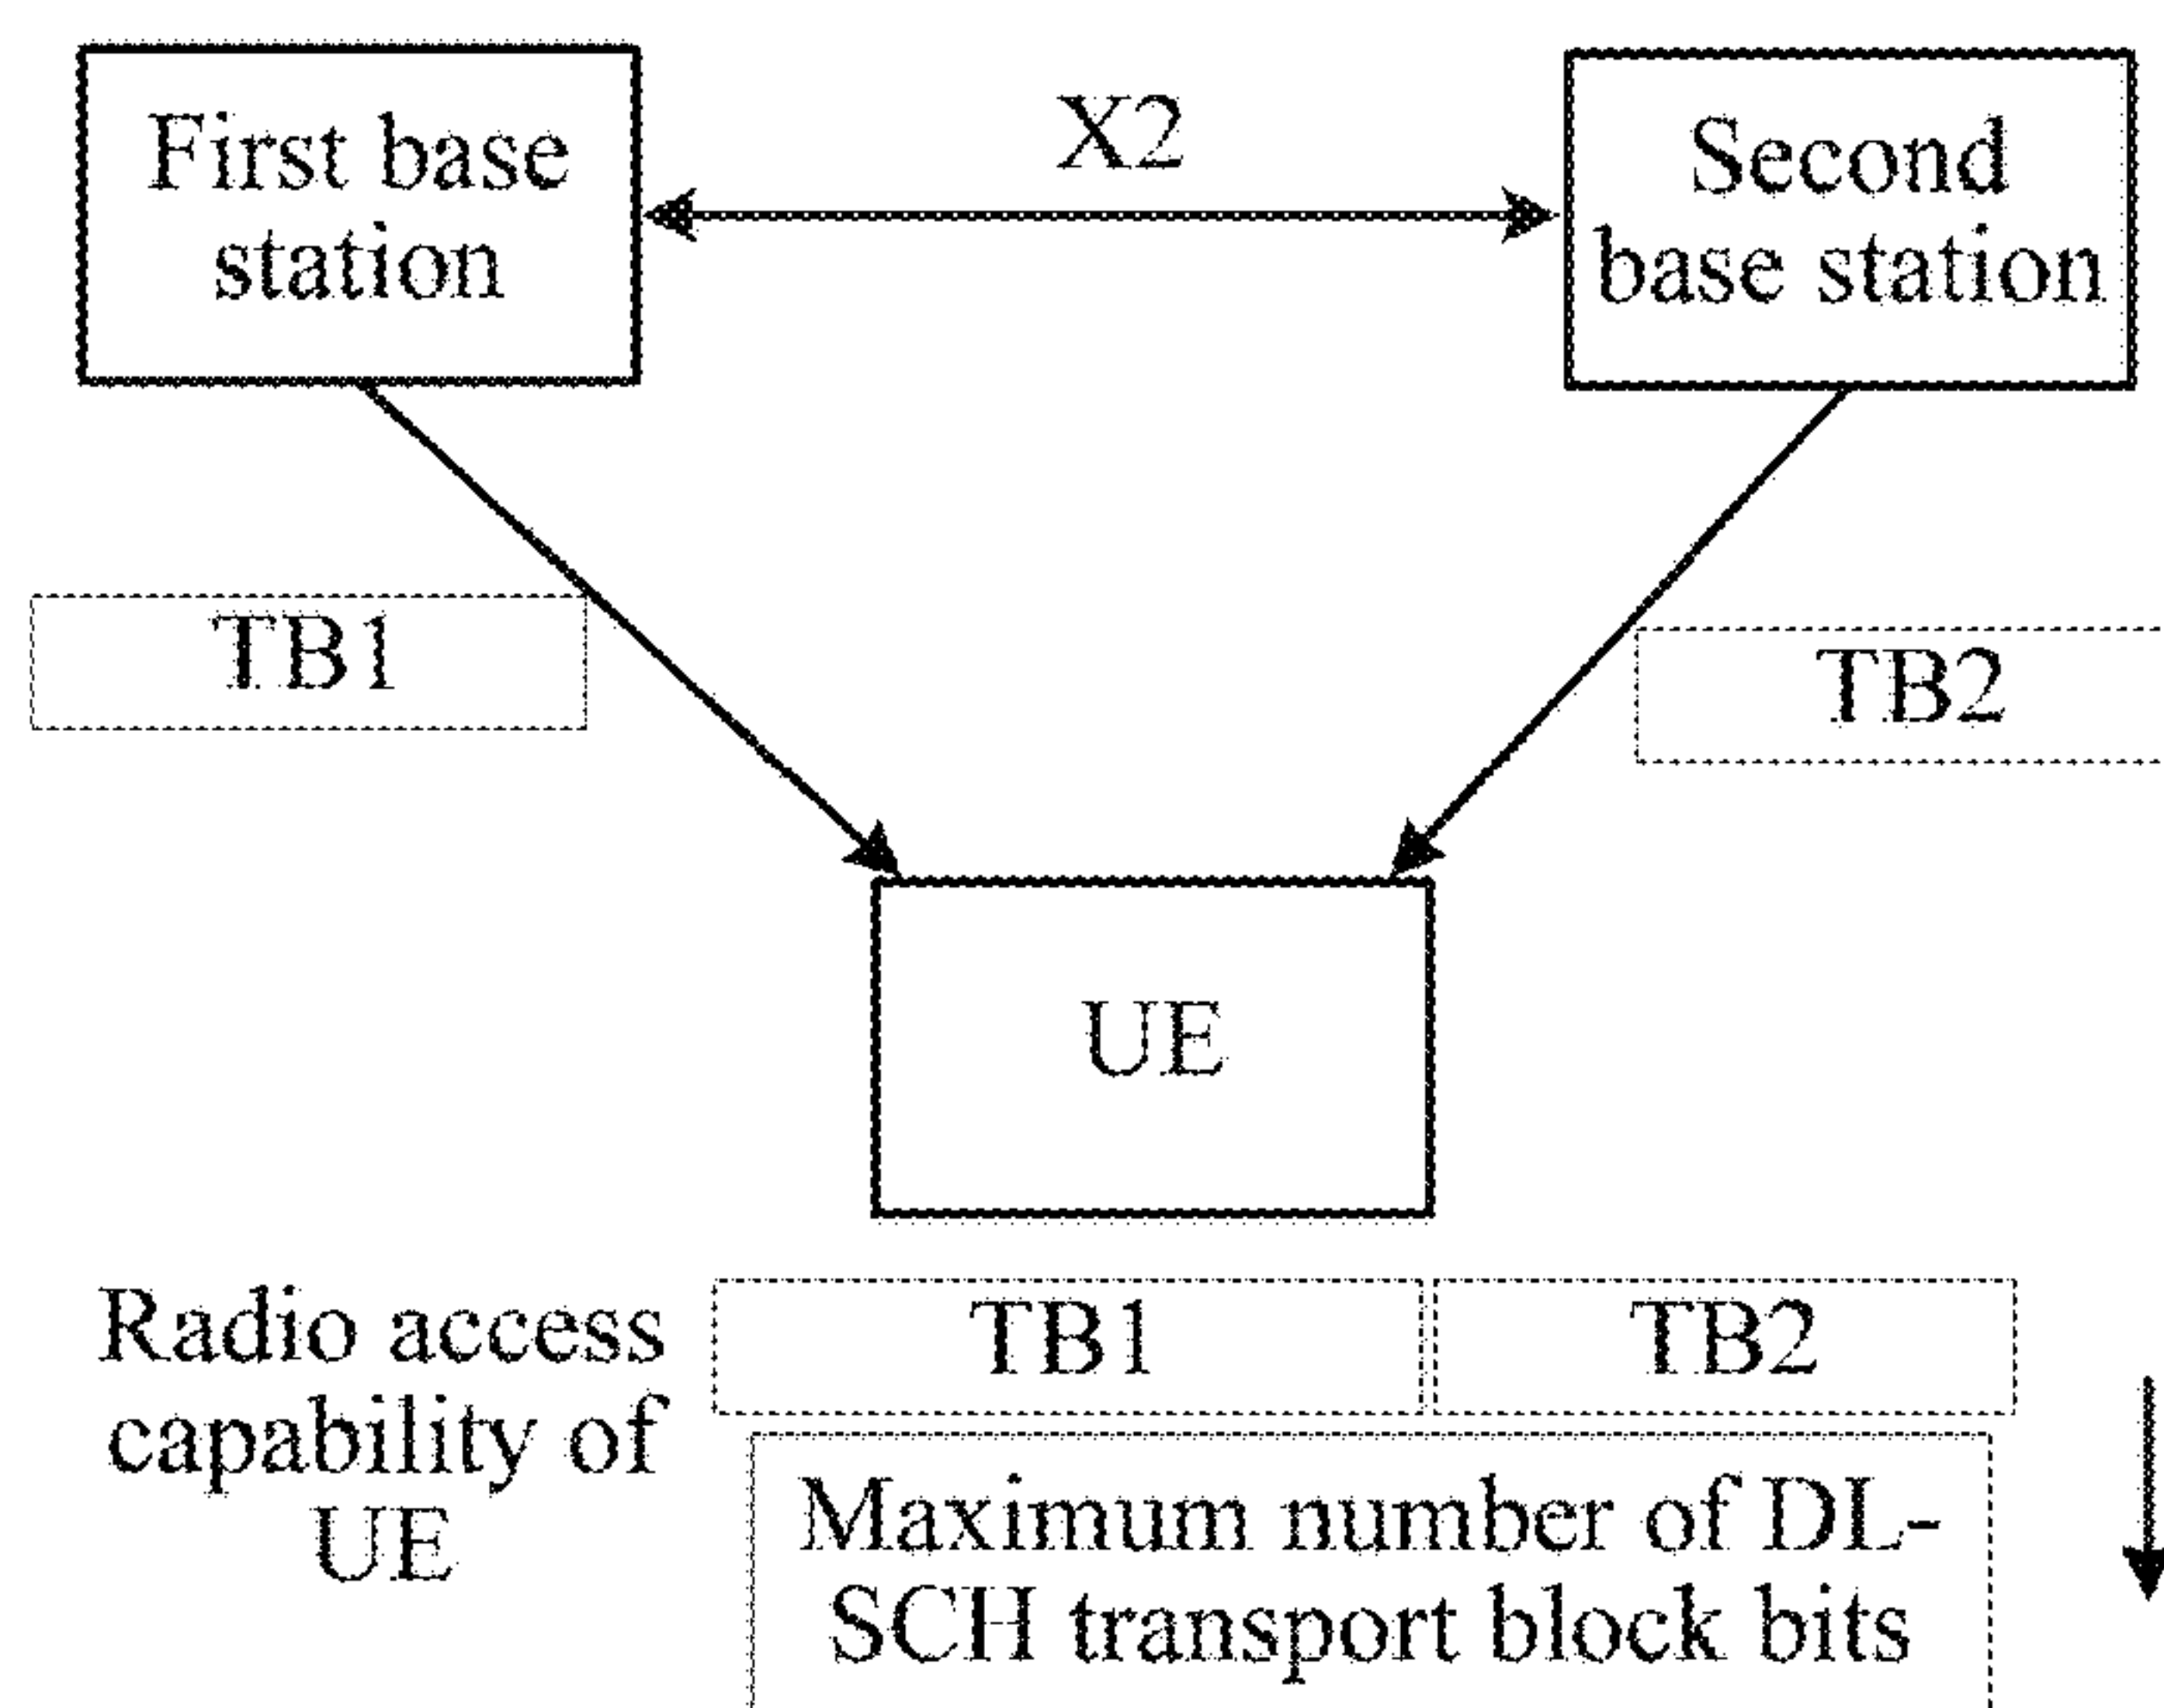 First base
station
X2
Second
base station
TB1
TB2
UE
Radio access
capability of
UE
TB1
TB2
Maximum number of DL-
SCH transport block bits